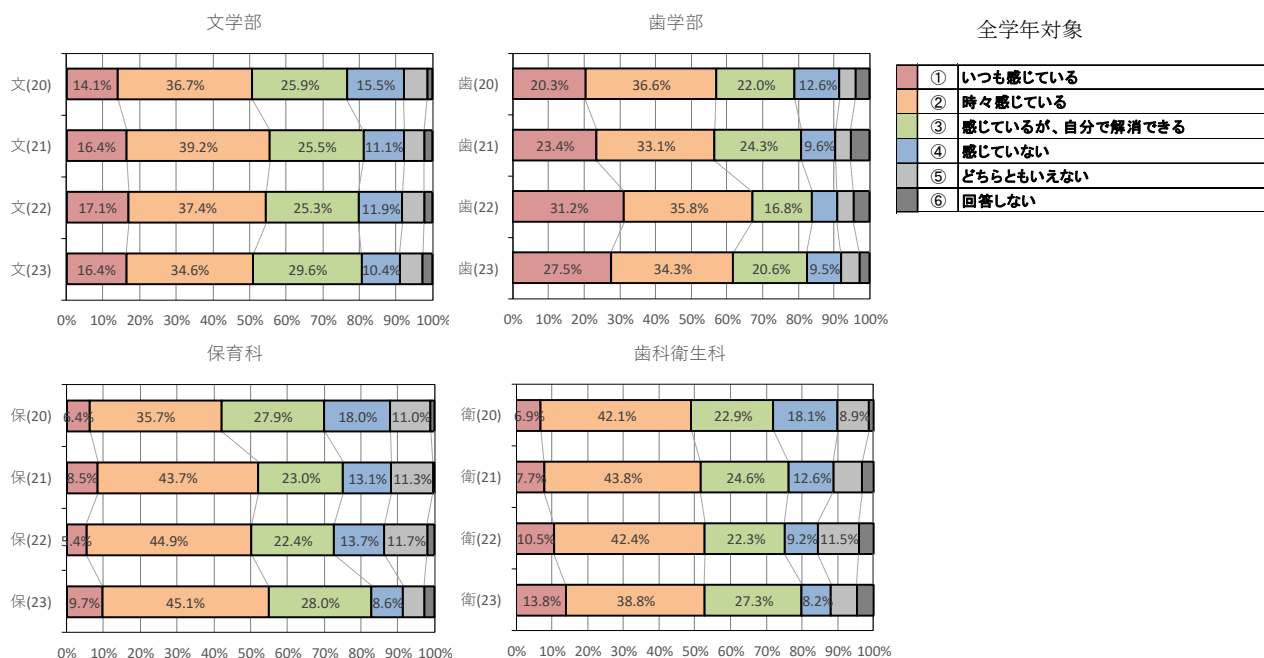 文学部
文(20) 14.1% 36.7% 25.9% 15.5%
文(21) 16.4% 39.2% 25.5% 11.1%
文(22) 17.1% 37.4% 25.3% 11.9%
文(23) 16.4% 34.6% 29.6% 10.4%
0% 10% 20% 30% 40% 50% 60% 70% 80% 90% 100%
歯学部
歯(20) 20.3% 36.6% 22.0% 12.6%
歯(21) 23.4% 33.1% 24.3% 9.6%
歯(22) 31.2% 35.8% 16.8%
歯(23) 27.5% 34.3% 20.6% 9.5%
0% 10% 20% 30% 40% 50% 60% 70% 80% 90% 100%
全学年対象
① いつも感じている
② 時々感じている
③ 感じているが、自分で解消できる
④ 感じていない
⑤ どちらともいえない
⑥ 回答しない
保育科
保(20) 6.4% 35.7% 27.9% 18.0% 11.0%
保(21) 8.5% 43.7% 23.0% 13.1% 11.3%
保(22) 5.4% 44.9% 22.4% 13.7% 11.7%
保(23) 9.7% 45.1% 28.0% 8.6%
0% 10% 20% 30% 40% 50% 60% 70% 80% 90% 100%
歯科衛生科
衛(20) 6.9% 42.1% 22.9% 18.1% 8.9%
衛(21) 7.7% 43.8% 24.6% 12.6%
衛(22) 10.5% 42.4% 22.3% 9.2% 11.5%
衛(23) 13.8% 38.8% 27.3% 8.2%
0% 10% 20% 30% 40% 50% 60% 70% 80% 90% 100%